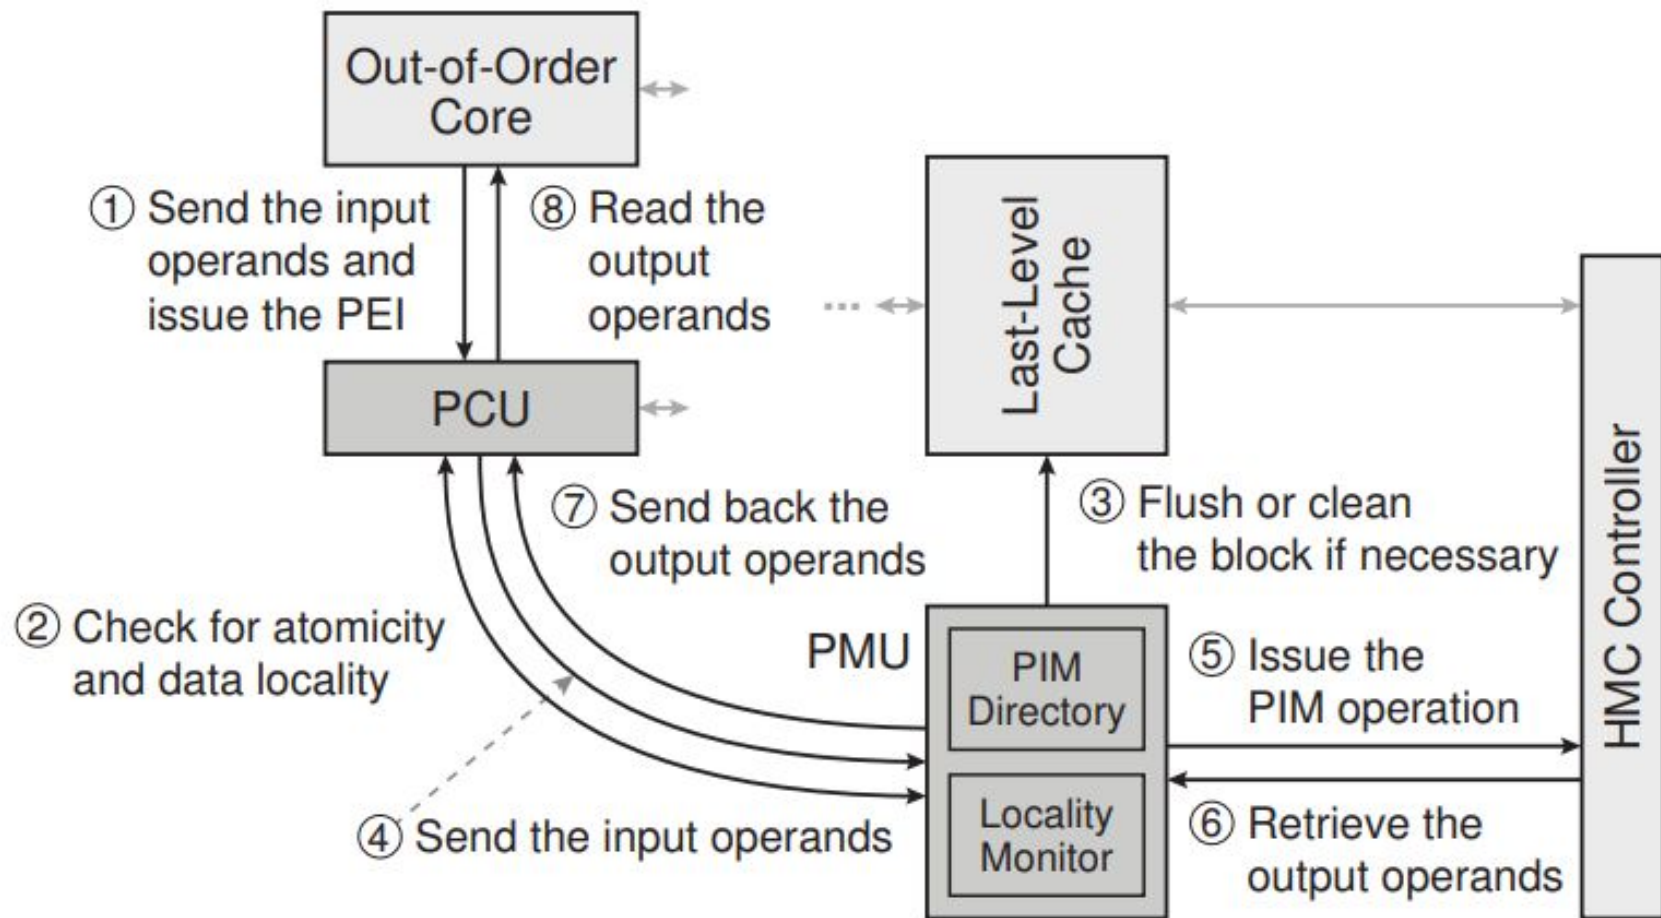 Out-of-Order
Core
① Send the input
operands and
issue the PEI
⑧ Read the
output
operands
PCU
...
Last-Level
Cache
HMC Controller
⑦ Send back the
output operands
③ Flush or clean
the block if necessary
② Check for atomicity
and data locality
PMU
PIM
Directory
⑤ Issue the
PIM operation
④ Send the input operands
Locality
Monitor
⑥ Retrieve the
output operands